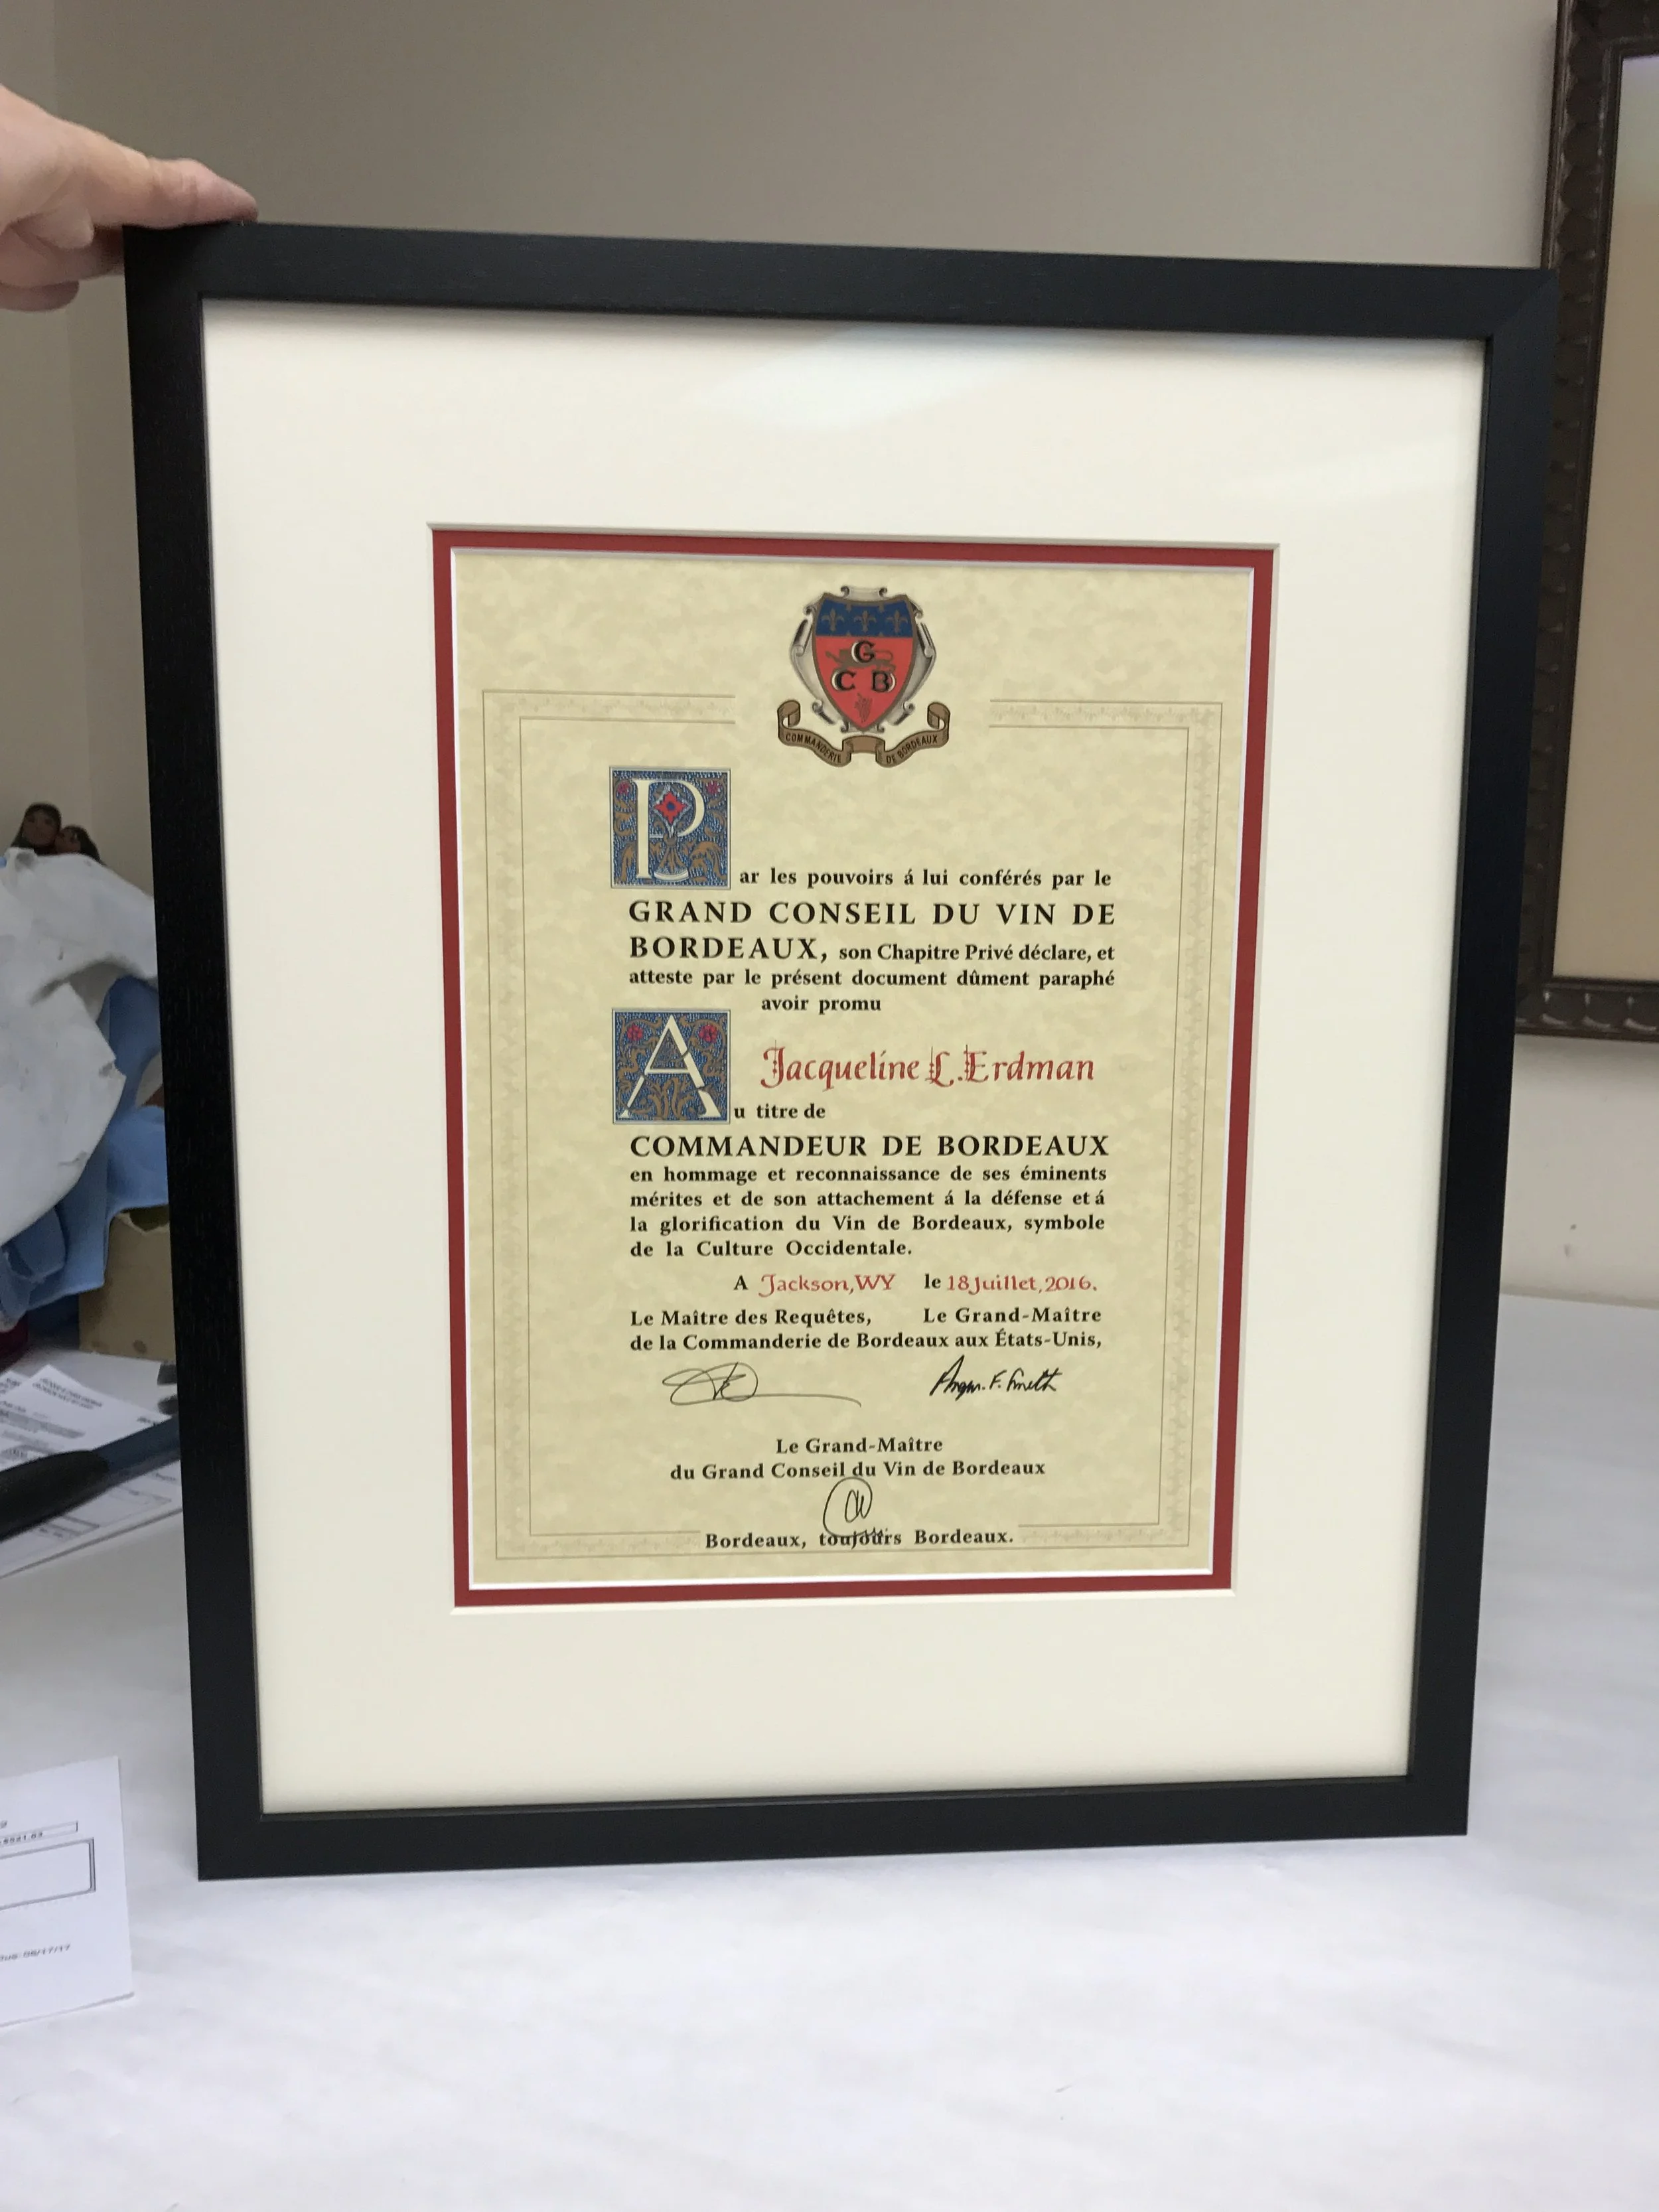 G
C B
COMMANDERIE DE BORDEAUX
Par les pouvoirs á lui conférés par le
GRAND CONSEIL DU VIN DE
BORDEAUX, son Chapitre Privé déclare, et
atteste par le présent document dûment paraphé
avoir promu
Jacqueline L. Erdman
Au titre de
COMMANDEUR DE BORDEAUX
en hommage et reconnaissance de ses éminents
mérites et de son attachement á la défense et á
la glorification du Vin de Bordeaux, symbole
de la Culture Occidentale.
A Jackson, WY le 18 Juillet, 2016.
Le Maître des Requêtes, Le Grand-Maître
de la Commanderie de Bordeaux aux États-Unis,
Le Grand-Maître
du Grand Conseil du Vin de Bordeaux
Bordeaux, toujours Bordeaux.